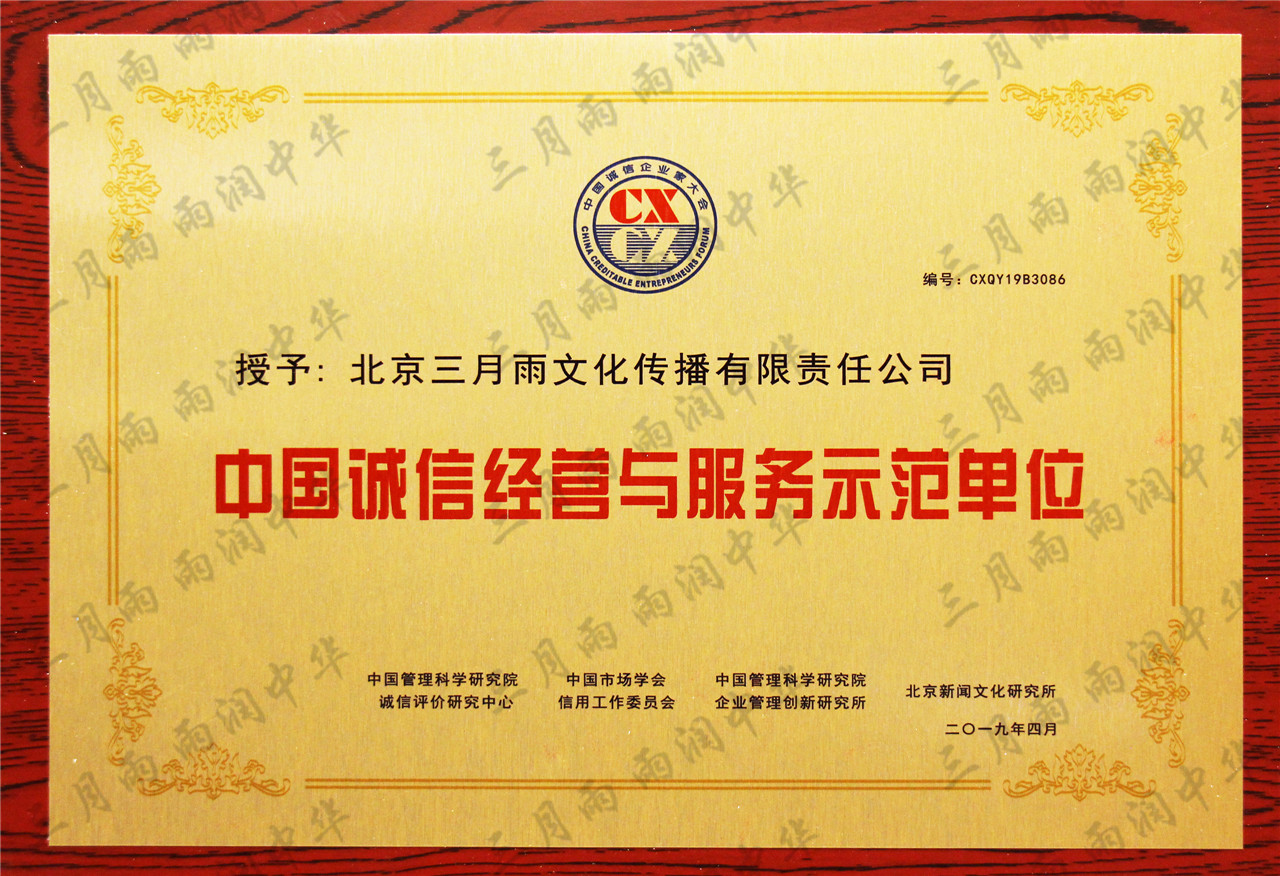 中国诚信企业家大会
CX
CX
CHINA CREDITABLE ENTREPRENEURS FORUM
编号：CXQY19B3086
授予：北京三月雨文化传播有限责任公司
中国诚信经营与服务示范单位
中国管理科学研究院
诚信评价研究中心
中国市场学会
信用工作委员会
中国管理科学研究院
企业管理创新研究所
北京新闻文化研究所
二〇一九年四月
三月雨 雨润中华